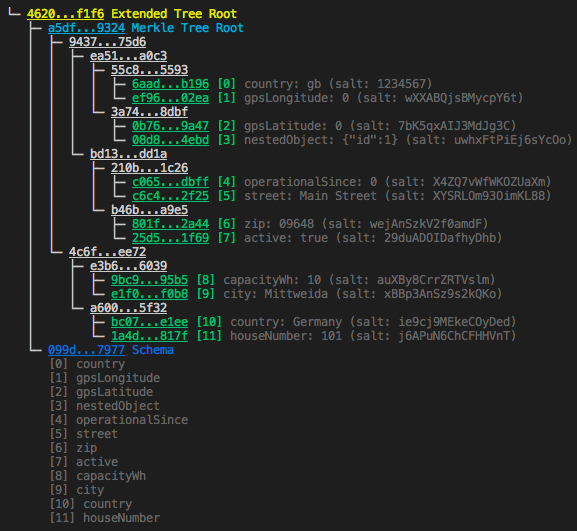 4620...f1f6 Extended Tree Root
a5df...9324 Merkle Tree Root
9437...75d6
ea51...a0c3
55c8...5593
6aad...b196 [0] country: gb (salt: 1234567)
ef96...02ea [1] gpsLongitude: 0 (salt: wXXABQjsBMycpY6t)
3a74...8dbf
0b76...9a47 [2] gpsLatitude: 0 (salt: 7bK5qxAIJ3MdJg3C)
08d8...4ebd [3] nestedObject: {"id":1} (salt: uwhxFtPiEj6sYcOo)
bd13...dd1a
210b...1c26
c065...dbff [4] operationalSince: 0 (salt: X4ZQ7vWfWKOZUaXm)
c6c4...2f25 [5] street: Main Street (salt: XYSRLOm93OimKL88)
b46b...a9e5
801f...2a44 [6] zip: 09648 (salt: wejAnSzkV2f0amdF)
25d5...1f69 [7] active: true (salt: 29duADOIDafhyDhb)
4c6f...ee72
e3b6...6039
9bc9...95b5 [8] capacityWh: 10 (salt: auXBy8CrrZRTVslm)
e1f0...f0b8 [9] city: Mittweida (salt: xBBp3AnSz9s2kQKo)
a600...5f32
bc07...e1ee [10] country: Germany (salt: ie9cj9MEkeCOyDed)
1a4d...817f [11] houseNumber: 101 (salt: j6APuN6ChCFHHVnT)
099d...7977 Schema
[0] country
[1] gpsLongitude
[2] gpsLatitude
[3] nestedObject
[4] operationalSince
[5] street
[6] zip
[7] active
[8] capacityWh
[9] city
[10] country
[11] houseNumber